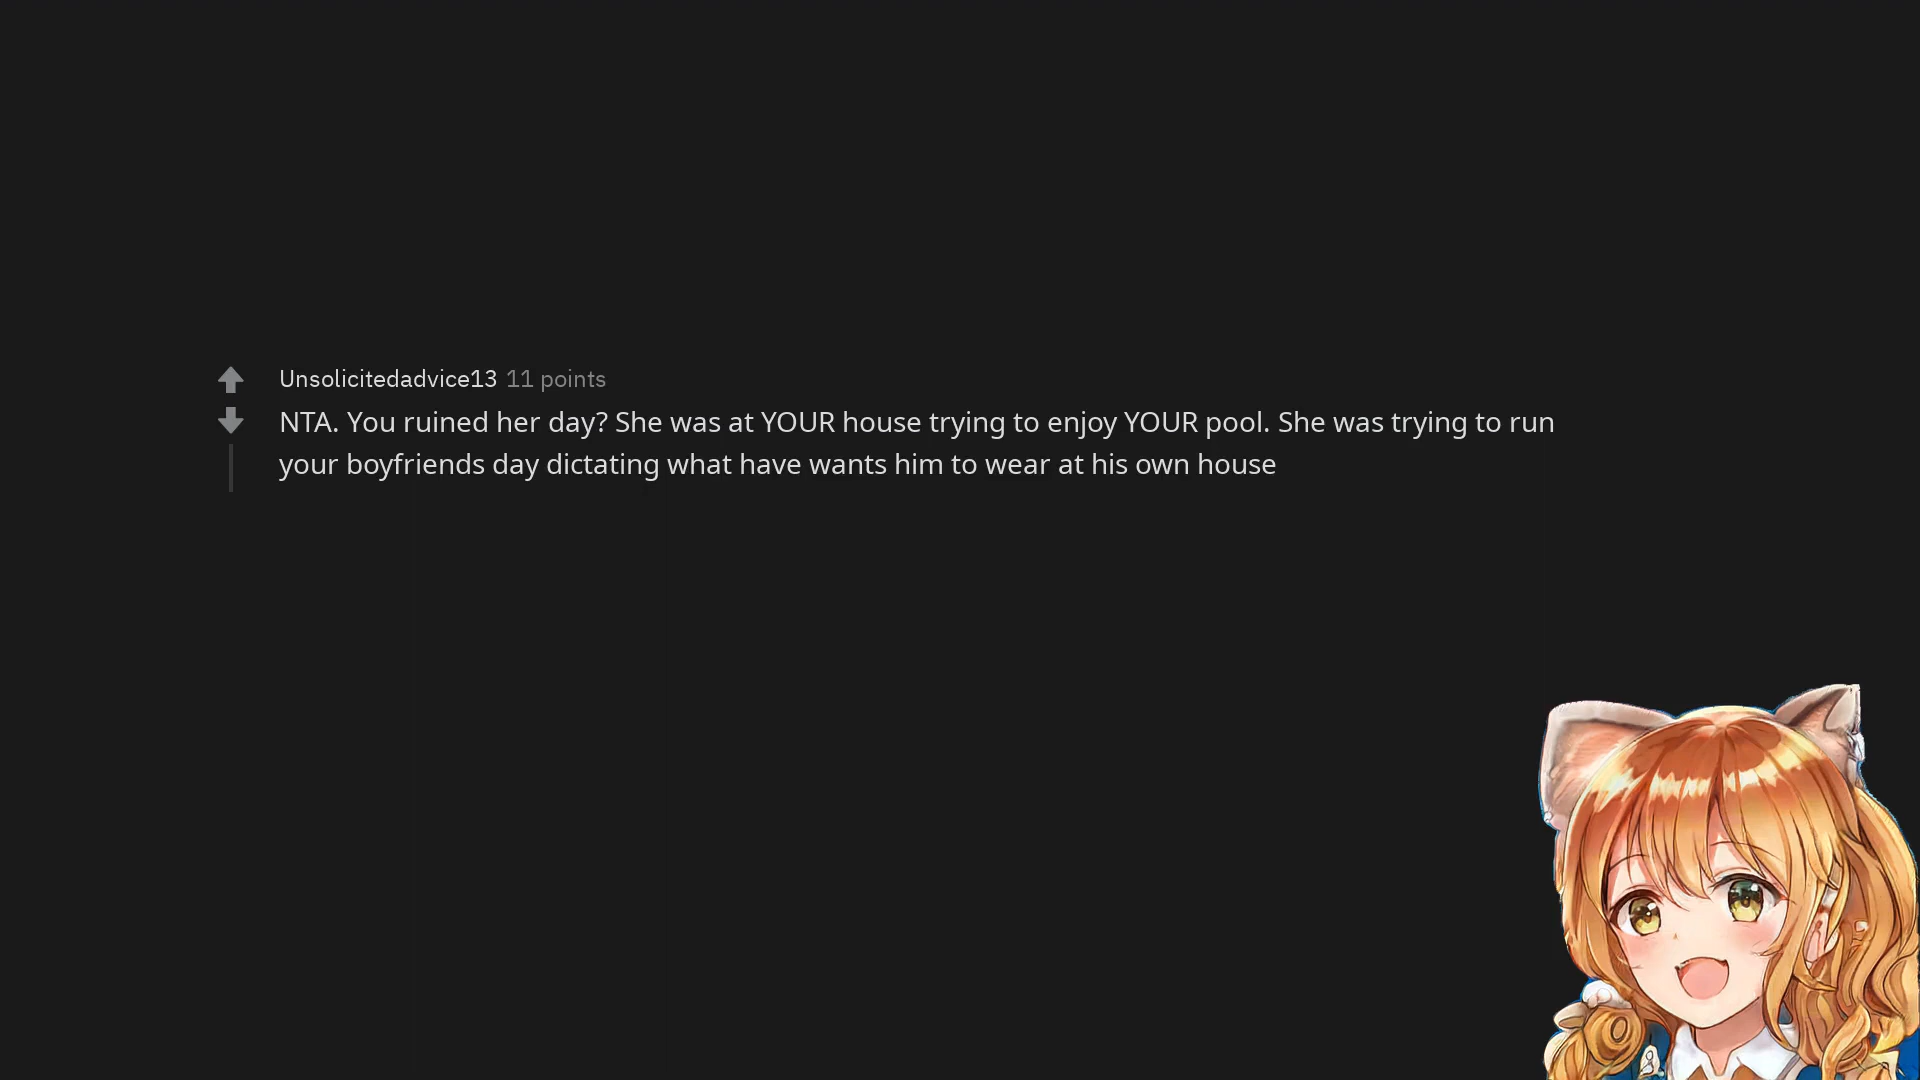 Unsolicitedadvice13 11 points
NTA. You ruined her day? She was at YOUR house trying to enjoy YOUR pool. She was trying to run
your boyfriends day dictating what have wants him to wear at his own house